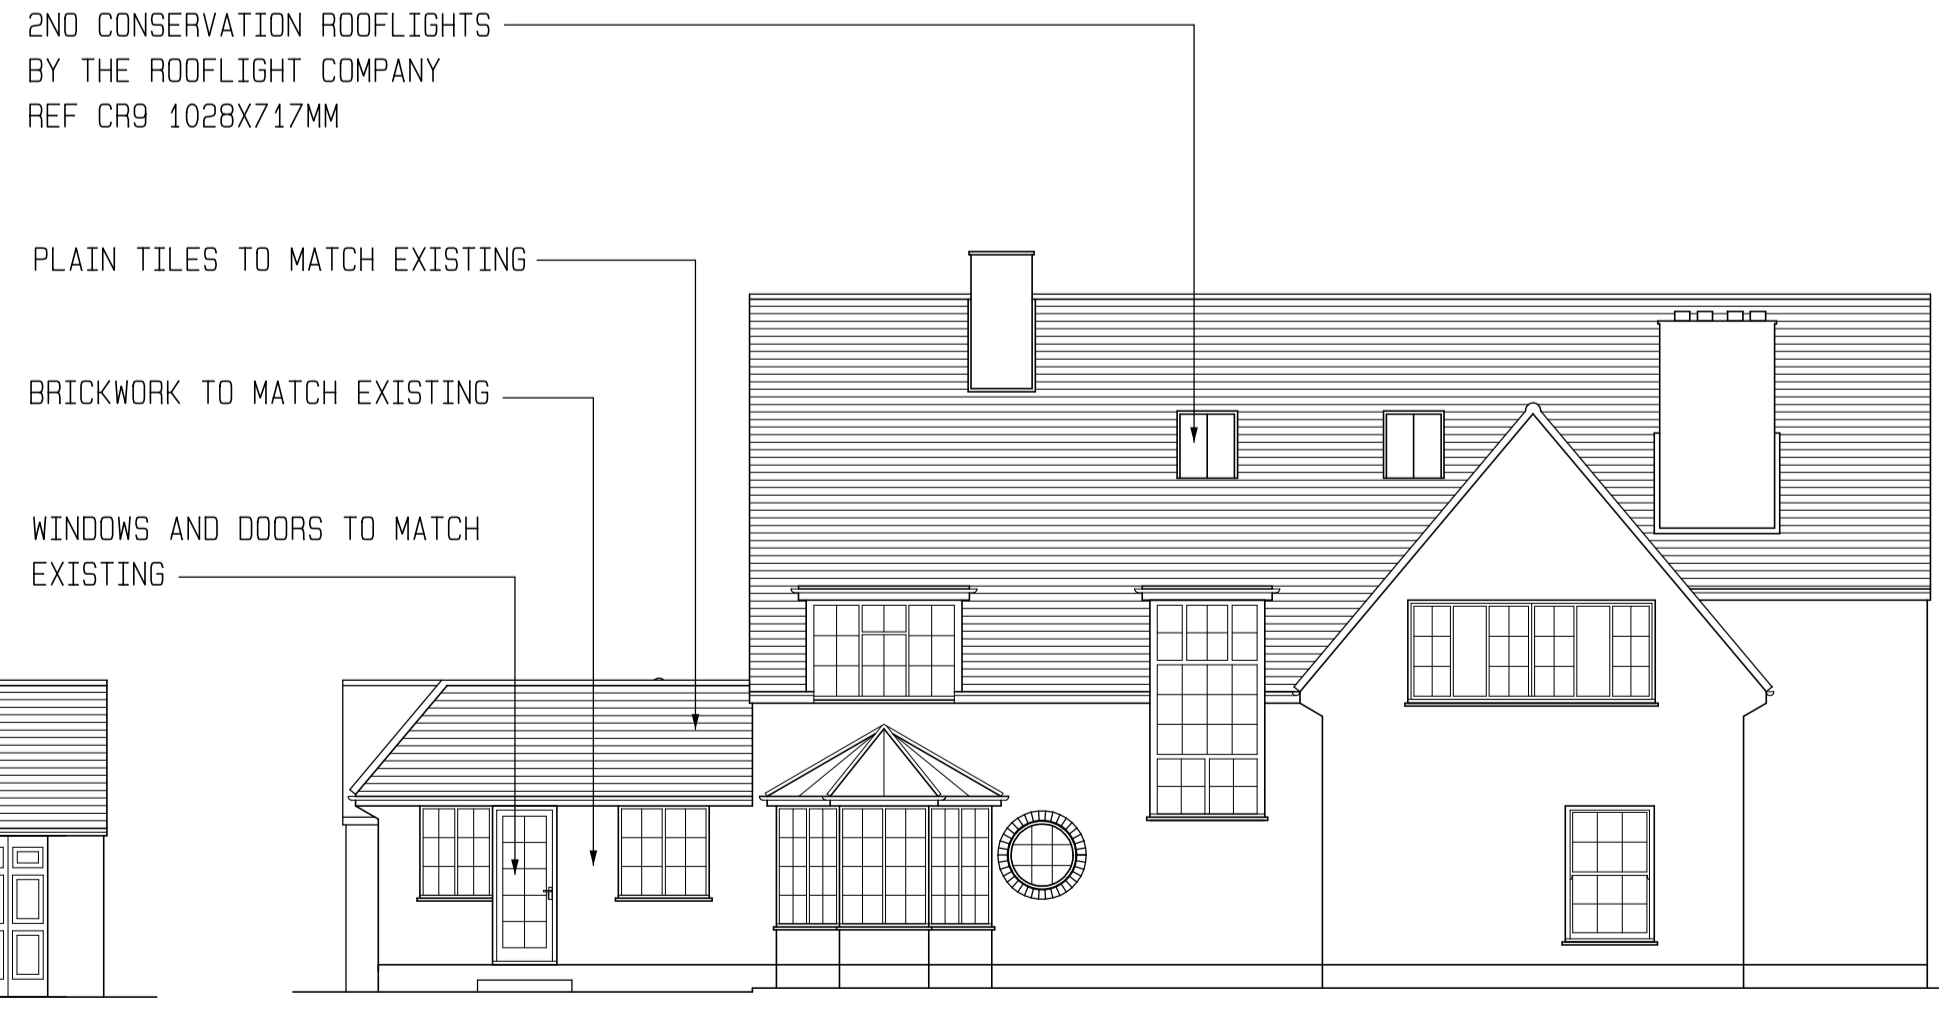 2NO CONSERVATION ROOFLIGHTS
BY THE ROOFLIGHT COMPANY
REF CR9 1028X717MM
PLAIN TILES TO MATCH EXISTING
BRICKWORK TO MATCH EXISTING
WINDOWS AND DOORS TO MATCH
EXISTING